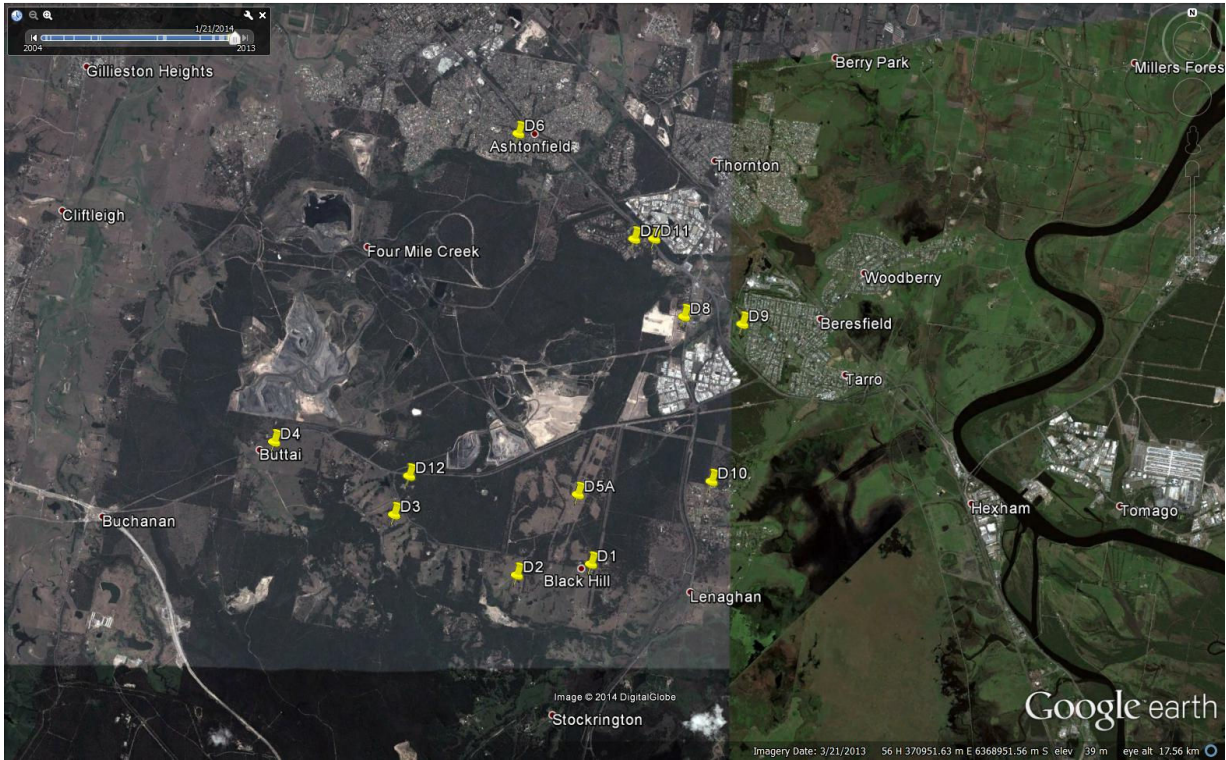 1/21/2014
2004
2013
N
Gillieston Heights
Berry Park
Millers Fores
D6
Ashtonfield
Thornton
Cliftleigh
D7
D11
Four Mile Creek
Woodberry
D8
D9
Beresfield
Tarro
D4
Buttai
D12
D10
D5A
D3
Buchanan
Hexham
Tomago
D1
D2
Black Hill
Lenaghan
Image © 2014 DigitalGlobe
Stockrington
Google earth
Imagery Date: 3/21/2013 56 H 370951.63 m E 6368951.56 m S elev 39 m eye alt 17.56 km